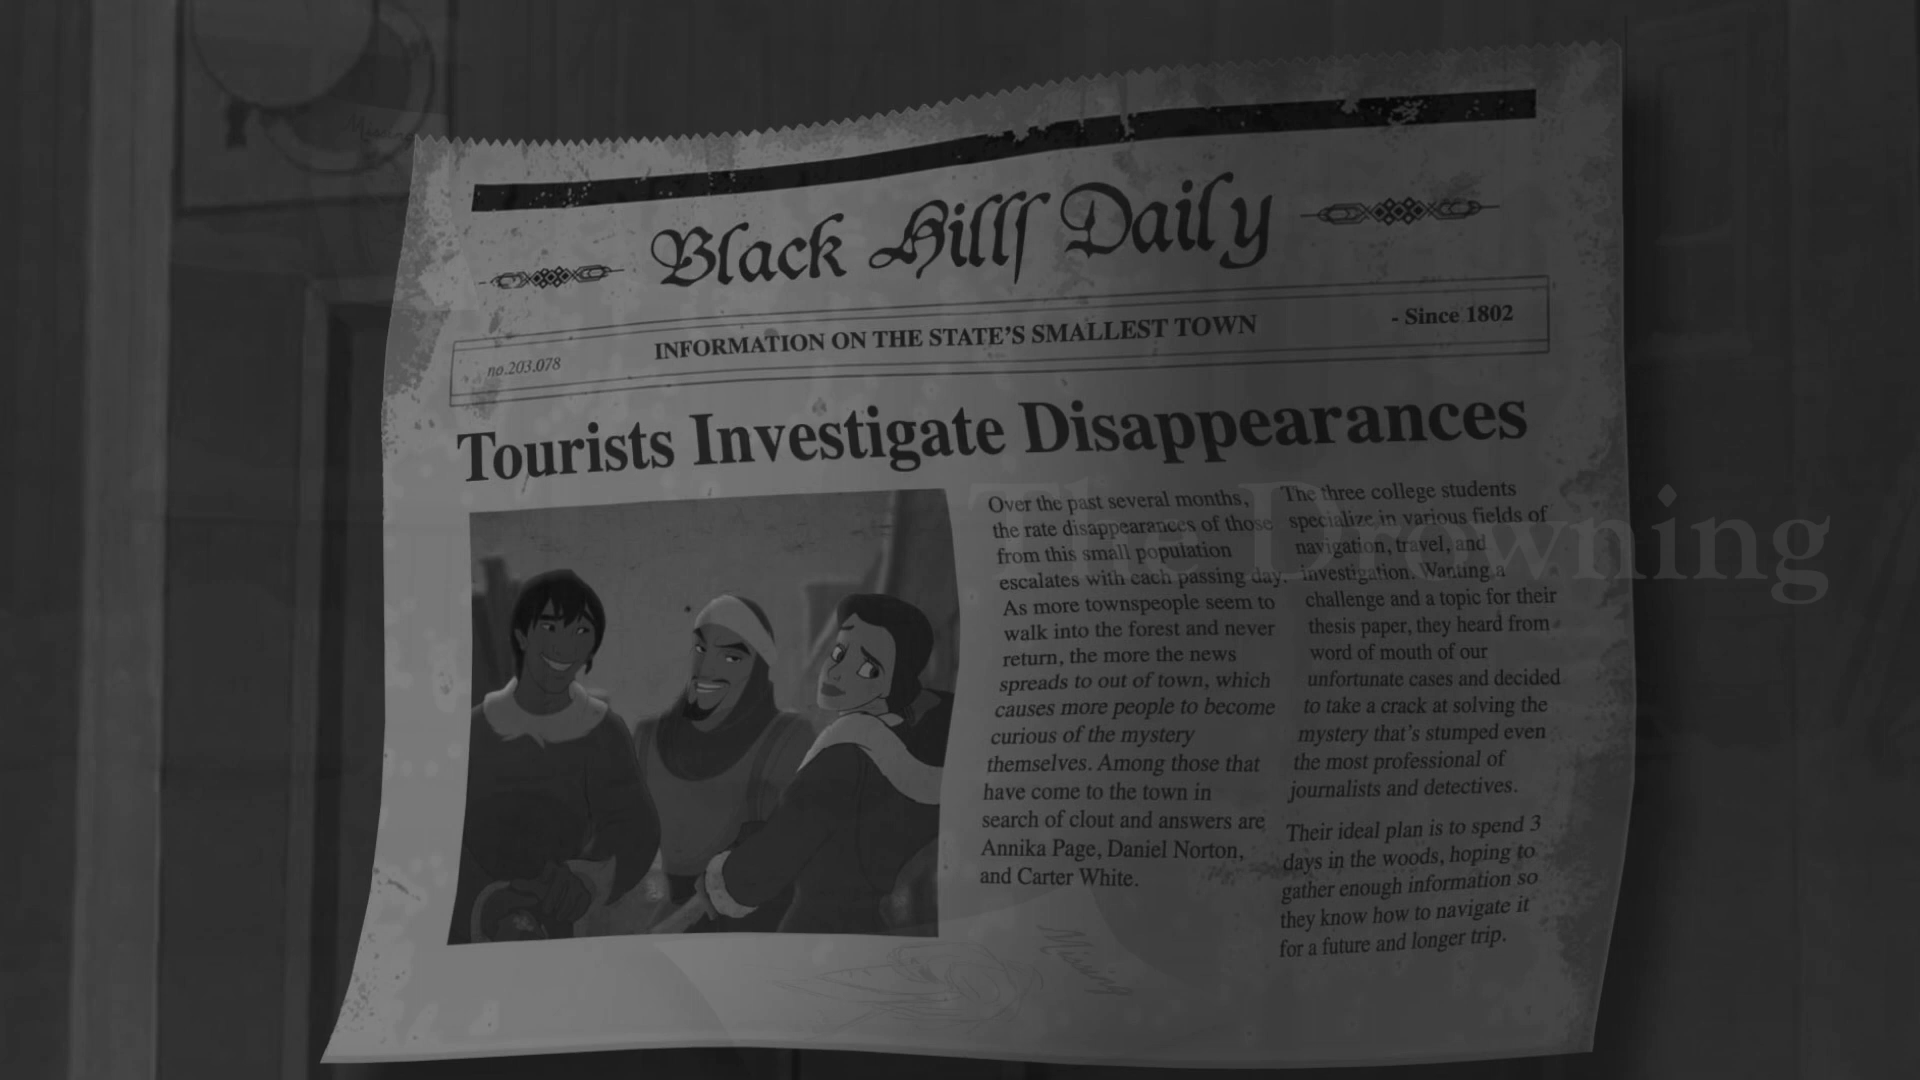 Black Hills Daily
no.203.078
INFORMATION ON THE STATE'S SMALLEST TOWN
- Since 1802
Tourists Investigate Disappearances
Over the past several months,
the rate disappearances of those
from this small population
escalates with each passing day.
As more townspeople seem to
walk into the forest and never
return, the more the news
spreads to out of town, which
causes more people to become
curious of the mystery
themselves. Among those that
have come to the town in
search of clout and answers are
Annika Page, Daniel Norton,
and Carter White.
The three college students
specialize in various fields of
navigation, travel, and
investigation. Wanting a
challenge and a topic for their
thesis paper, they heard from
word of mouth of our
unfortunate cases and decided
to take a crack at solving the
mystery that's stumped even
the most professional of
journalists and detectives.
Their ideal plan is to spend 3
days in the woods, hoping to
gather enough information so
they know how to navigate it
for a future and longer trip.
The Drowning
Missing
Missing